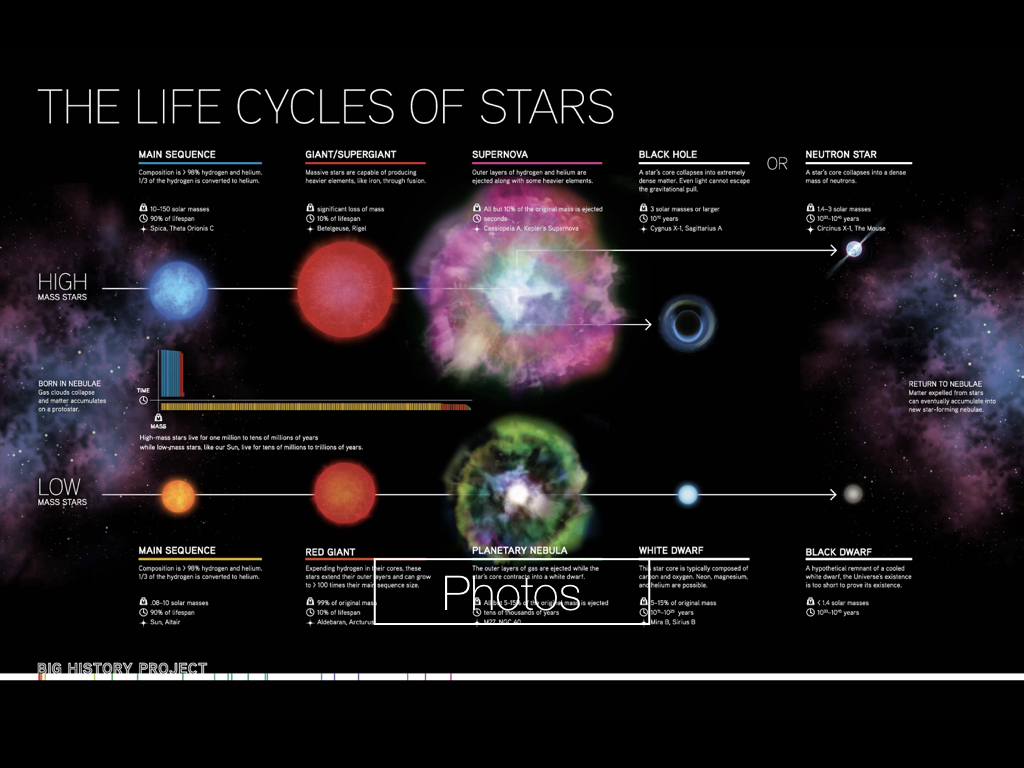 THE LIFE CYCLES OF STARS
MAIN SEQUENCE
Composition is > 98% hydrogen and helium.
1/3 of the hydrogen is converted to helium.
10-150 solar masses
90% of lifespan
Spica, Theta Orionis C
GIANT/SUPERGIANT
Massive stars are capable of producing
heavier elements, like iron, through fusion.
significant loss of mass
10% of lifespan
Betelgeuse, Rigel
SUPERNOVA
Outer layers of hydrogen and helium are
ejected along with some heavier elements.
All but 10% of the original mass is ejected
seconds
Cassiopeia A, Kepler's Supernova
BLACK HOLE
A star's core collapses into extremely
dense matter. Even light cannot escape
the gravitational pull.
3 solar masses or larger
years
Cygnus X-1, Sagittarius A
OR
NEUTRON STAR
A star's core collapses into a dense
mass of neutrons.
1.4-3 solar masses
years
Circinus X-1, The Mouse
HIGH
MASS STARS
BORN IN NEBULAE
Gas clouds collapse
and matter accumulates
on a protostar.
TIME
MASS
High-mass stars live for one million to tens of millions of years
while low-mass stars, like our Sun, live for tens of millions to trillions of years.
RETURN TO NEBULAE
Matter expelled from stars
can eventually accumulate into
new star-forming nebulae.
LOW
MASS STARS
MAIN SEQUENCE
Composition is > 98% hydrogen and helium.
1/3 of the hydrogen is converted to helium.
.08-10 solar masses
90% of lifespan
Sun, Altair
RED GIANT
Expending hydrogen in their cores, these
stars extend their outer layers and can grow
to > 100 times their main sequence size.
99% of original mass
10% of lifespan
Aldebaran, Arcturus
PLANETARY NEBULA
The outer layers of gas are ejected while the
star's core contracts into a white dwarf.
All but 5-15% of the original mass is ejected
tens of thousands of years
M27, NGC 40
WHITE DWARF
This star core is typically composed of
carbon and oxygen. Neon, magnesium,
and helium are possible.
5-15% of original mass
years
Mira B, Sirius B
BLACK DWARF
A hypothetical remnant of a cooled
white dwarf, the Universe's existence
is too short to prove its existence.
< 1.4 solar masses
years
Photos
BIG HISTORY PROJECT